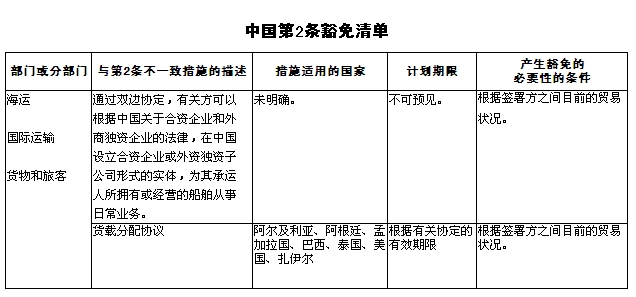 中国第2条豁免清单
部门或分部门
与第2条不一致措施的描述
措施适用的国家
计划期限
产生豁免的
必要性的条件
海运
国际运输
货物和旅客
通过双边协定，有关方可以
根据中国关于合资企业和外
商独资企业的法律，在中国
设立合资企业或外资独资子
公司形式的实体，为其承运
人所拥有或经营的船舶从事
日常业务。
未明确。
不可预见。
根据签署方之间目前的贸易
状况。
货载分配协议
阿尔及利亚、阿根廷、孟
加拉国、巴西、泰国、美
国、扎伊尔
根据有关协定的
有效期限
根据签署方之间目前的贸易
状况。